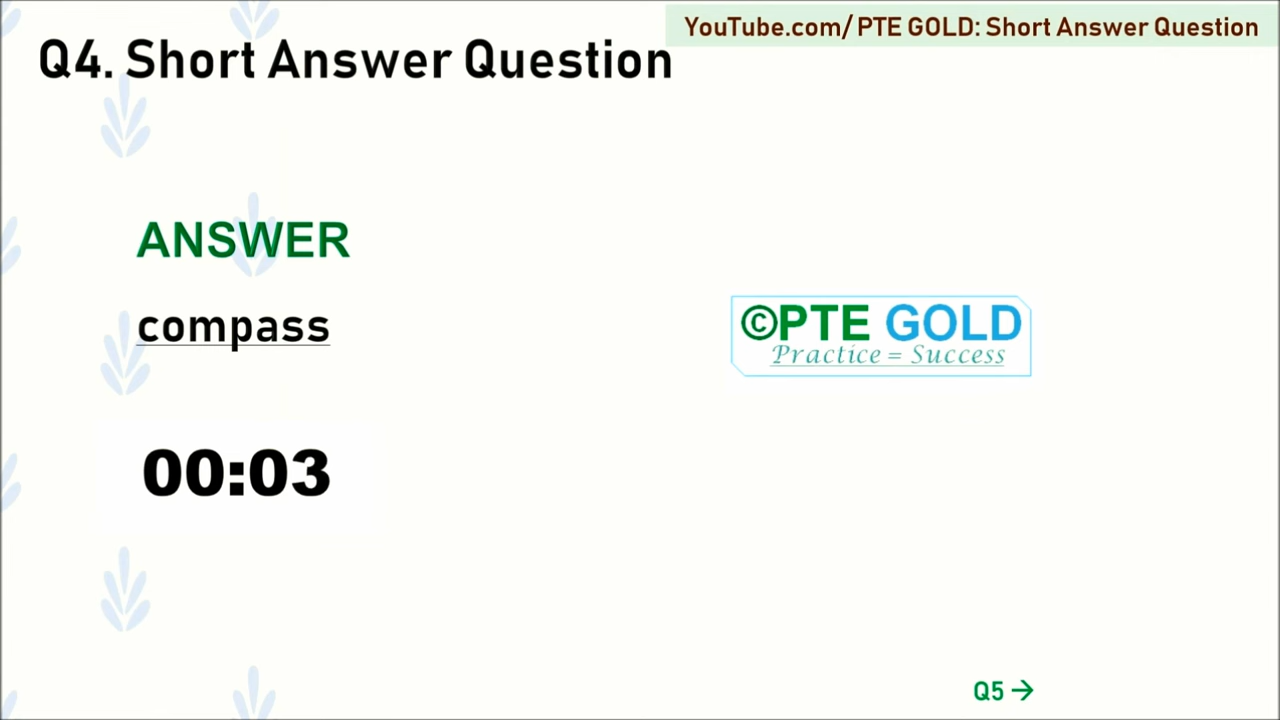 YouTube.com/ PTE GOLD: Short Answer Question
Q4. Short Answer Question
ANSWER
compass
©PTE GOLD
Practice = Success
00:03
Q5 →